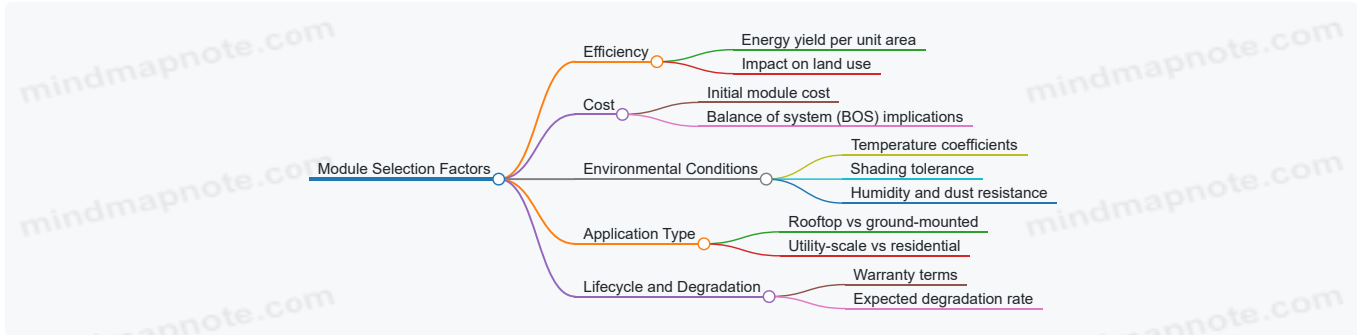 mindmapnote.com
mindmapnote.com
Efficiency
Energy yield per unit area
Impact on land use
Cost
Initial module cost
Balance of system (BOS) implications
Module Selection Factors
Environmental Conditions
Temperature coefficients
Shading tolerance
Humidity and dust resistance
mindmapnote.com
mindmapnote.com
Application Type
Rooftop vs ground-mounted
Utility-scale vs residential
Lifecycle and Degradation
Warranty terms
Expected degradation rate
mindmapnote.com
mindmapnote.com